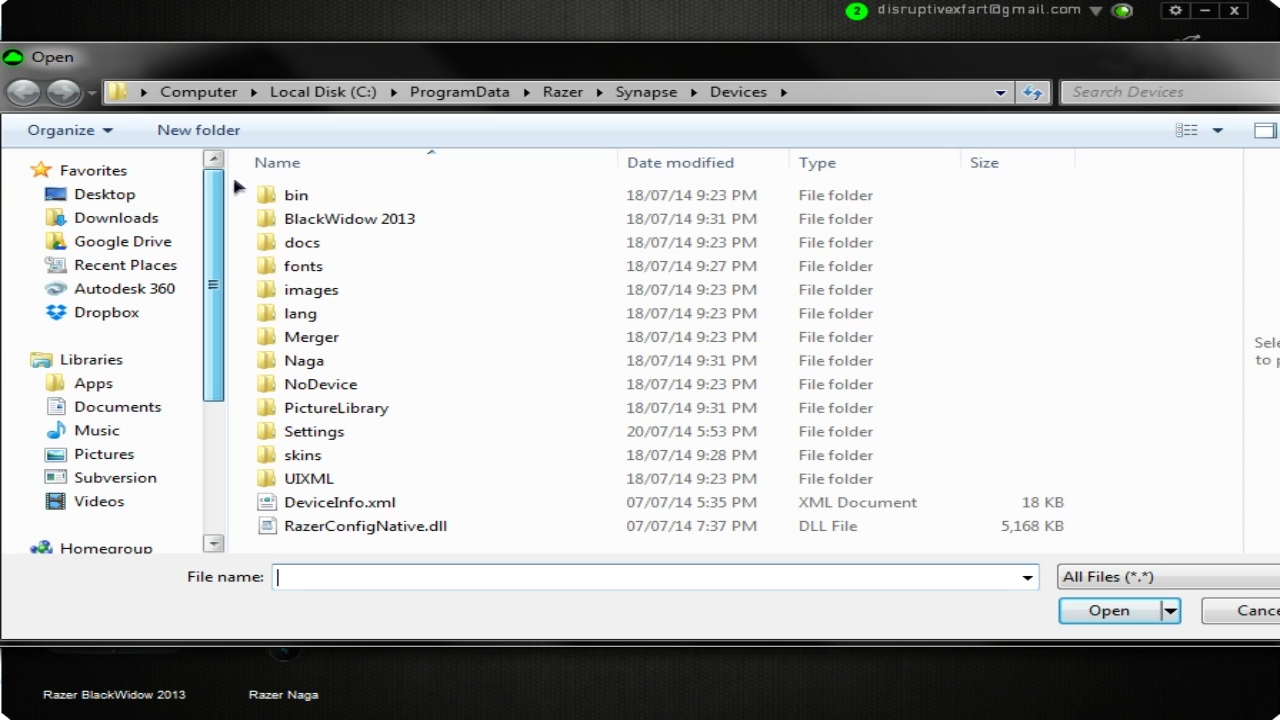 2 disruptivexfart@gmail.com
Open
Computer Local Disk (C:) ProgramData Razer Synapse Devices Search Devices
Organize New folder
Name Date modified Type Size
Favorites
Desktop
Downloads
Google Drive
Recent Places
Autodesk 360
Dropbox
Libraries
Apps
Documents
Music
Pictures
Subversion
Videos
Homegroup
bin 18/07/14 9:23 PM File folder
BlackWidow 2013 18/07/14 9:31 PM File folder
docs 18/07/14 9:23 PM File folder
fonts 18/07/14 9:27 PM File folder
images 18/07/14 9:23 PM File folder
lang 18/07/14 9:23 PM File folder
Merger 18/07/14 9:23 PM File folder
Naga 18/07/14 9:31 PM File folder
NoDevice 18/07/14 9:23 PM File folder
PictureLibrary 18/07/14 9:31 PM File folder
Settings 20/07/14 5:53 PM File folder
skins 18/07/14 9:28 PM File folder
UIXML 18/07/14 9:23 PM File folder
DeviceInfo.xml 07/07/14 5:35 PM XML Document 18 KB
RazerConfigNative.dll 07/07/14 7:37 PM DLL File 5,168 KB
Sele
to p
File name: All Files (*.*)
Open Cance
Razer BlackWidow 2013 Razer Naga